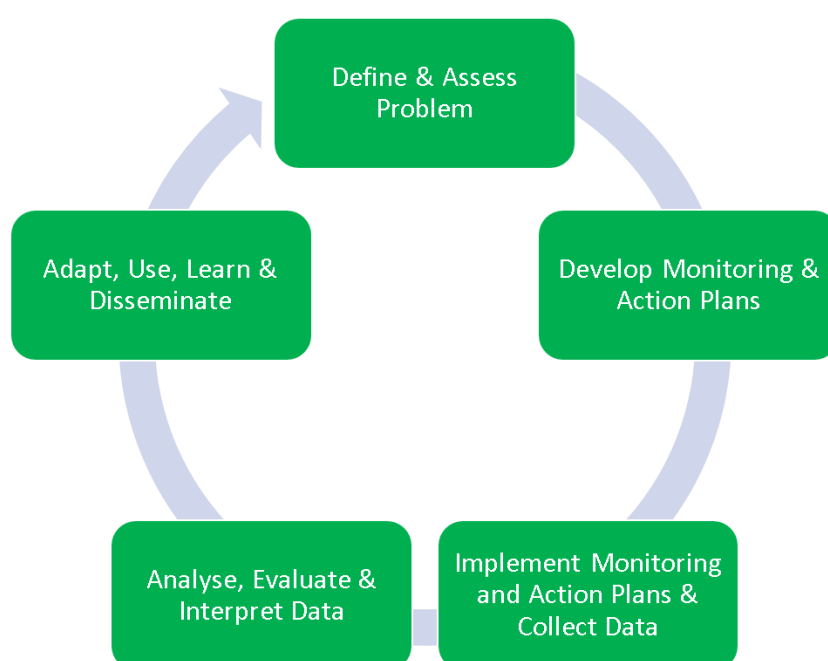 Define & Assess
Problem
Develop Monitoring &
Action Plans
Implement Monitoring
and Action Plans &
Collect Data
Analyse, Evaluate &
Interpret Data
Adapt, Use, Learn &
Disseminate